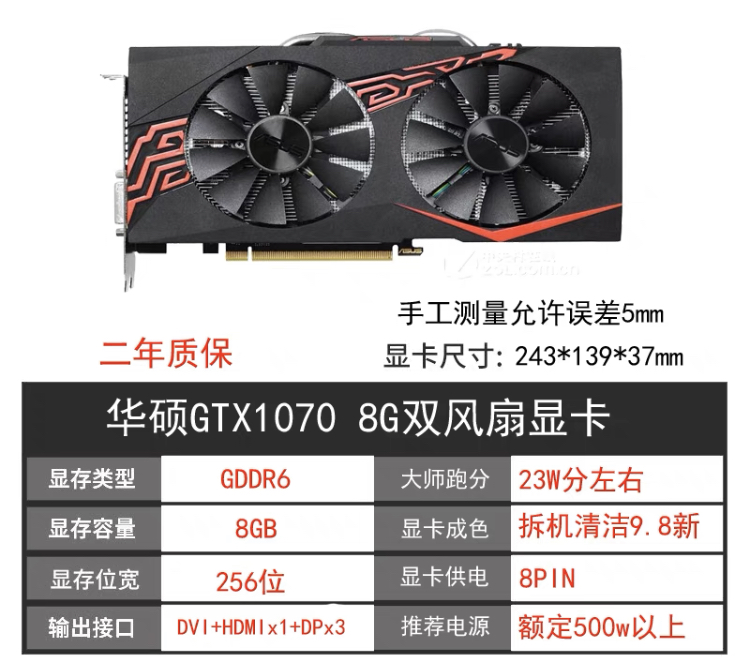 ASUS
ZOL.COM.CN
手工测量允许误差5mm
二年质保
显卡尺寸: 243*139*37mm
华硕GTX1070 8G双风扇显卡
显存类型 GDDR6 大师跑分 23W分左右
显存容量 8GB 显卡成色 拆机清洁9.8新
显存位宽 256位 显卡供电 8PIN
输出接口 DVI+HDMIx1+DPx3 推荐电源 额定500w以上